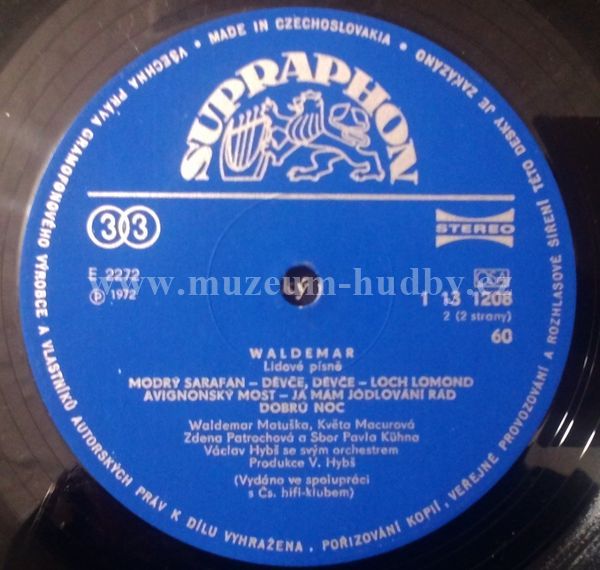 VŠECHNA PRÁVA GRAMOFONOVÉHO VÝROBCE A VLASTNÍKŮ AUTORSKÝCH PRÁV K DÍLU VYHRAŽENA . POŘIZOVÁNÍ KOPIÍ , VEŘEJNÉ PROVOZOVÁNÍ A ROZHLASOVÉ ŠÍŘENÍ TÉTO DESKY JE ZAKÁZÁNO
• MADE IN CZECHOSLOVAKIA •
SUPRAPHON
33
STEREO
E 2272
Ⓟ 1972
1 13 1208
2 (2 strany)
60
www.muzeum-hudby.cz
WALDEMAR
Lidové písně
MODRÝ SARAFÁN – DĚVČE, DĚVČE – LOCH LOMOND
AVIGNONSKÝ MOST – JÁ MÁM JÓDLOVÁNÍ RÁD
DOBRÚ NOC
Waldemar Matuška, Květa Macurová
Zdena Patrochová a Sbor Pavla Kühna
Václav Hybš se svým orchestrem
Produkce V. Hybš
(Vydáno ve spolupráci
s Čs. hifi-klubem)